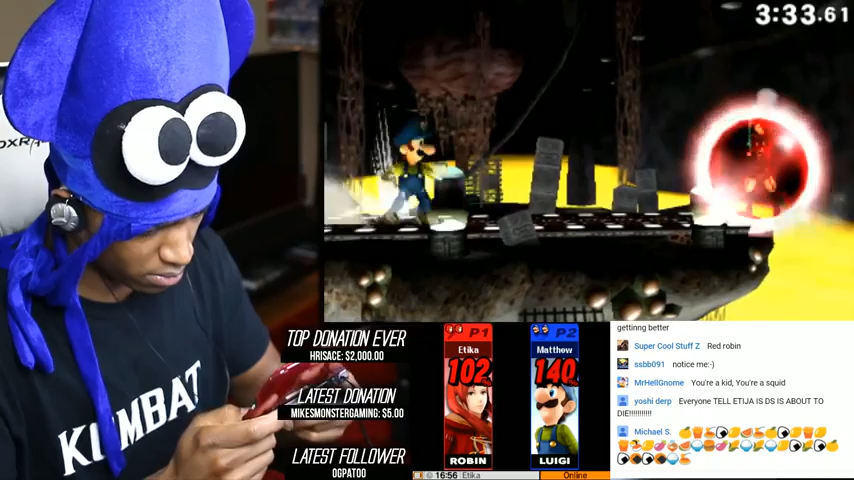 3:33.61
DXRA
KOMBAT
TOP DONATION EVER
HRISACE: $2,000.00
LATEST DONATION
MIKESMONSTERGAMING: $5.00
LATEST FOLLOWER
OGPATOO
P1
Etika
102
ROBIN
P2
Matthew
140
LUIGI
16:56 Etika
Online
getting better
Super Cool Stuff Z Red robin
ssbb091 notice me:-)
MrHellGnome You're a kid, You're a squid
yoshi derp Everyone TELL ETIJA IS DS IS ABOUT TO
DIE!!!!!!!!!!
Michael S.